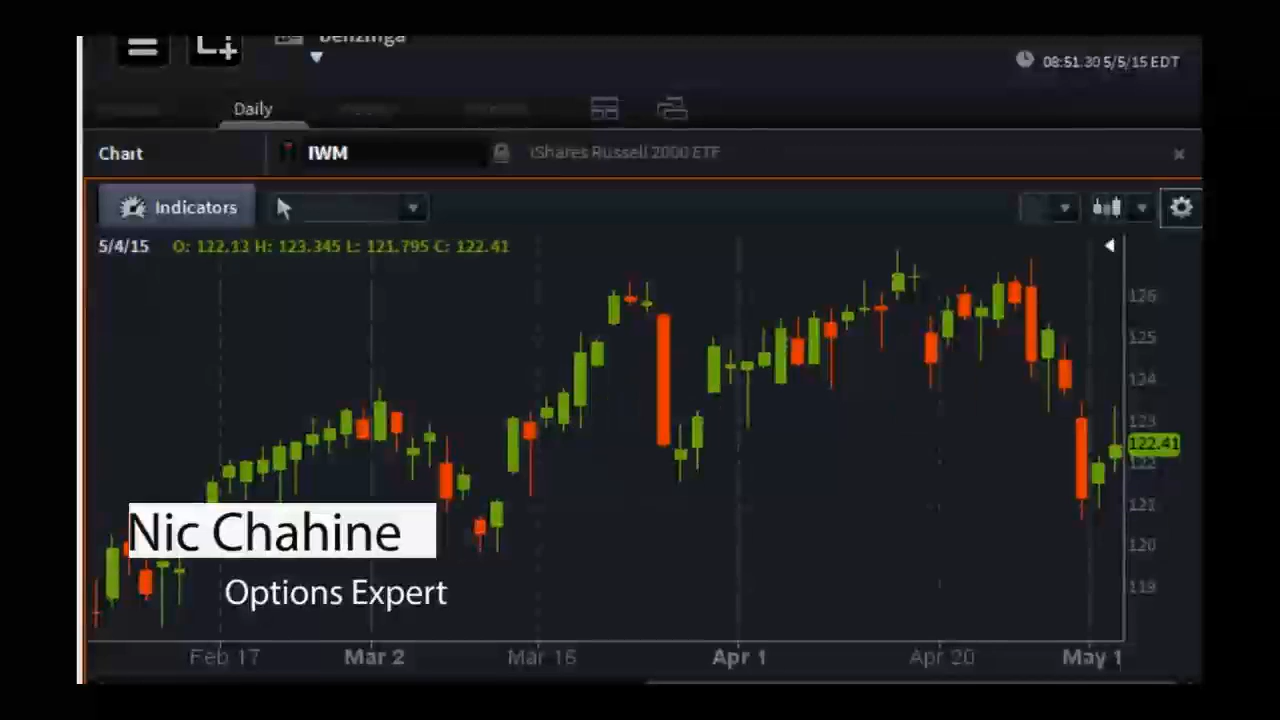 benzinga
08:51.30 5/5/15 EDT
Daily
Chart
IWM
iShares Russell 2000 ETF
Indicators
5/4/15 O: 122.13 H: 123.345 L: 121.795 C: 122.41
126
125
124
123
122.41
122
121
120
119
Nic Chahine
Options Expert
Feb 17 Mar 2 Mar 16 Apr 1 Apr 20 May 1